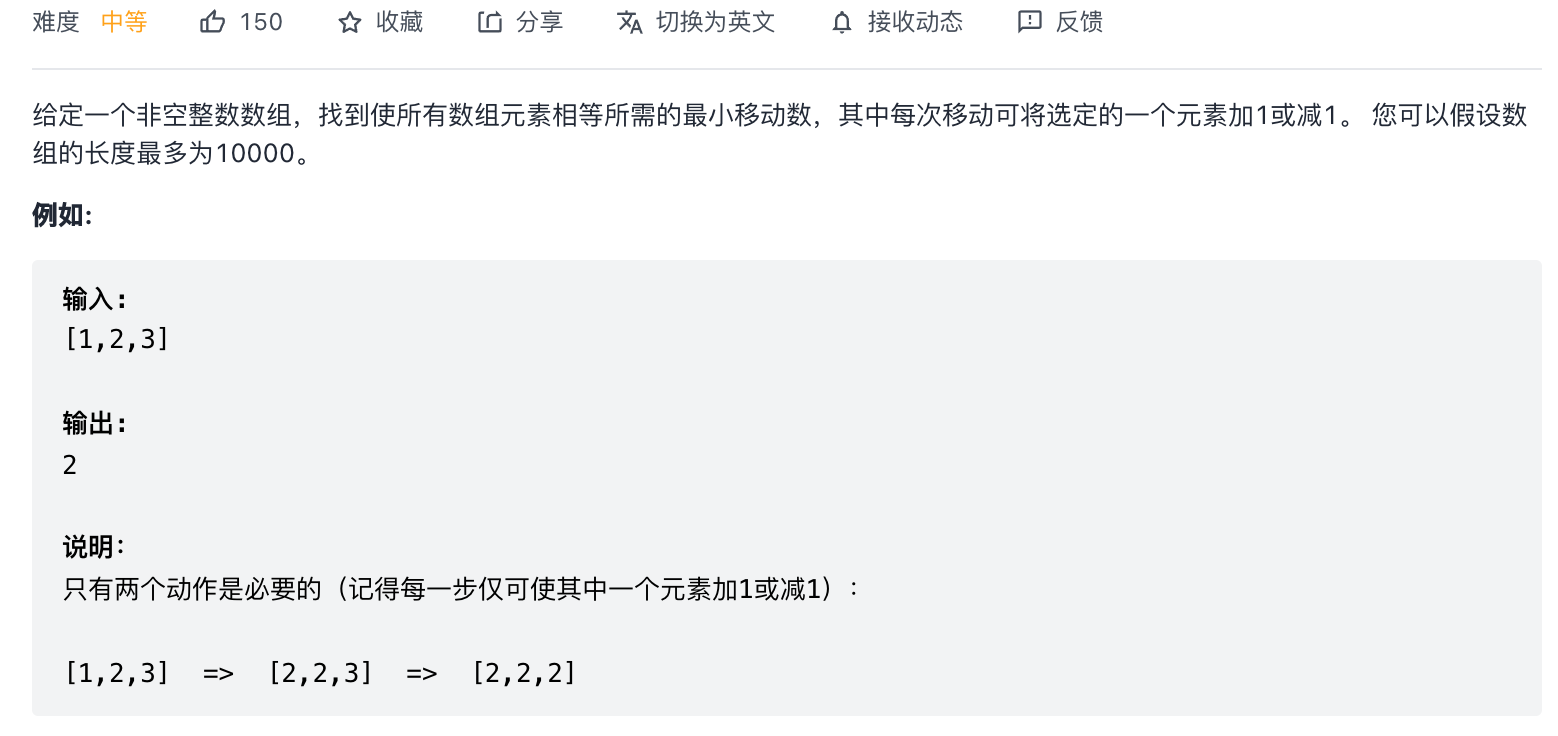 难度 中等 150 收藏 分享 切换为英文 接收动态 反馈
给定一个非空整数数组，找到使所有数组元素相等所需的最小移动数，其中每次移动可将选定的一个元素加1或减1。 您可以假设数
组的长度最多为10000。
例如:
输入:
[1,2,3]
输出:
2
说明：
只有两个动作是必要的（记得每一步仅可使其中一个元素加1或减1）：
[1,2,3]  =>  [2,2,3]  =>  [2,2,2]